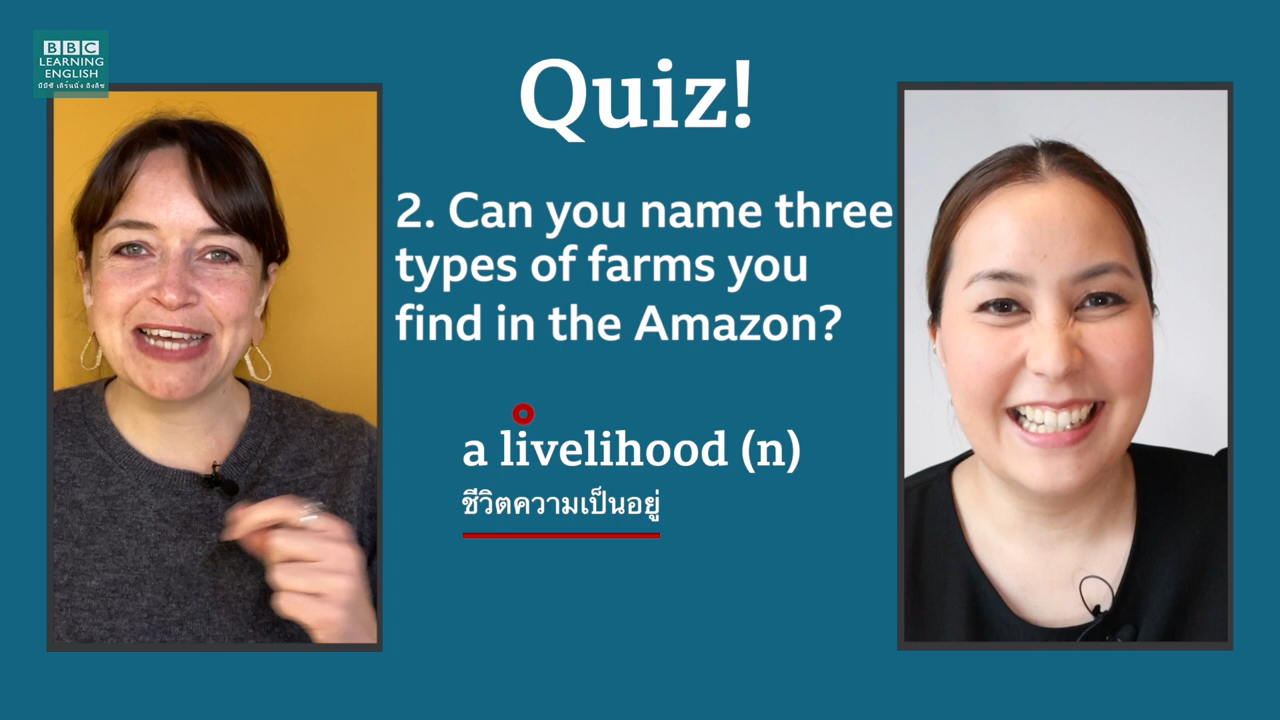 BBC
LEARNING
ENGLISH
บีบีซี เลิร์นนิง อิงลิช
Quiz!
2. Can you name three
types of farms you
find in the Amazon?
a livelihood (n)
ชีวิตความเป็นอยู่